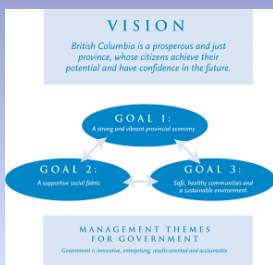 VISION
British Columbia is a prosperous and just
province, whose citizens achieve their
potential and have confidence in the future.
GOAL 1:
A strong and vibrant provincial economy
GOAL 2:
A supportive social fabric
GOAL 3:
Safe, healthy communities and
a sustainable environment
MANAGEMENT THEMES
FOR GOVERNMENT
Government is innovative, enterprising, results oriented and accountable.